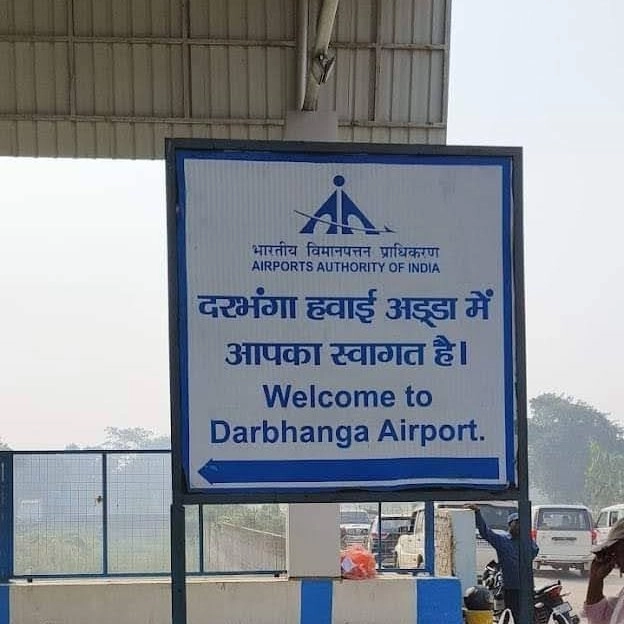 भारतीय विमानपत्तन प्राधिकरण
AIRPORTS AUTHORITY OF INDIA
दरभंगा हवाई अड्डा में
आपका स्वागत है।
Welcome to
Darbhanga Airport.